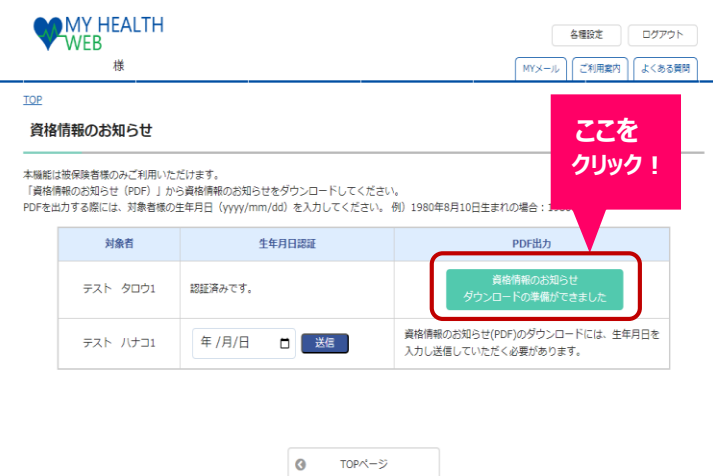 MY HEALTH
WEB
様
各種設定
ログアウト
MYメール
ご利用案内
よくある質問
TOP
資格情報のお知らせ
ここを
クリック！
本機能は被保険者様のみご利用いただけます。
「資格情報のお知らせ（PDF）」から資格情報のお知らせをダウンロードしてください。
PDFを出力する際には、対象者様の生年月日（yyyy/mm/dd）を入力してください。 例）1980年8月10日生まれの場合：
対象者 生年月日認証 PDF出力
テスト タロウ1 認証済みです。
資格情報のお知らせ
ダウンロードの準備ができました
テスト ハナコ1 年 /月/日 送信
資格情報のお知らせ(PDF)のダウンロードには、生年月日を
入力し送信していただく必要があります。
TOPページ